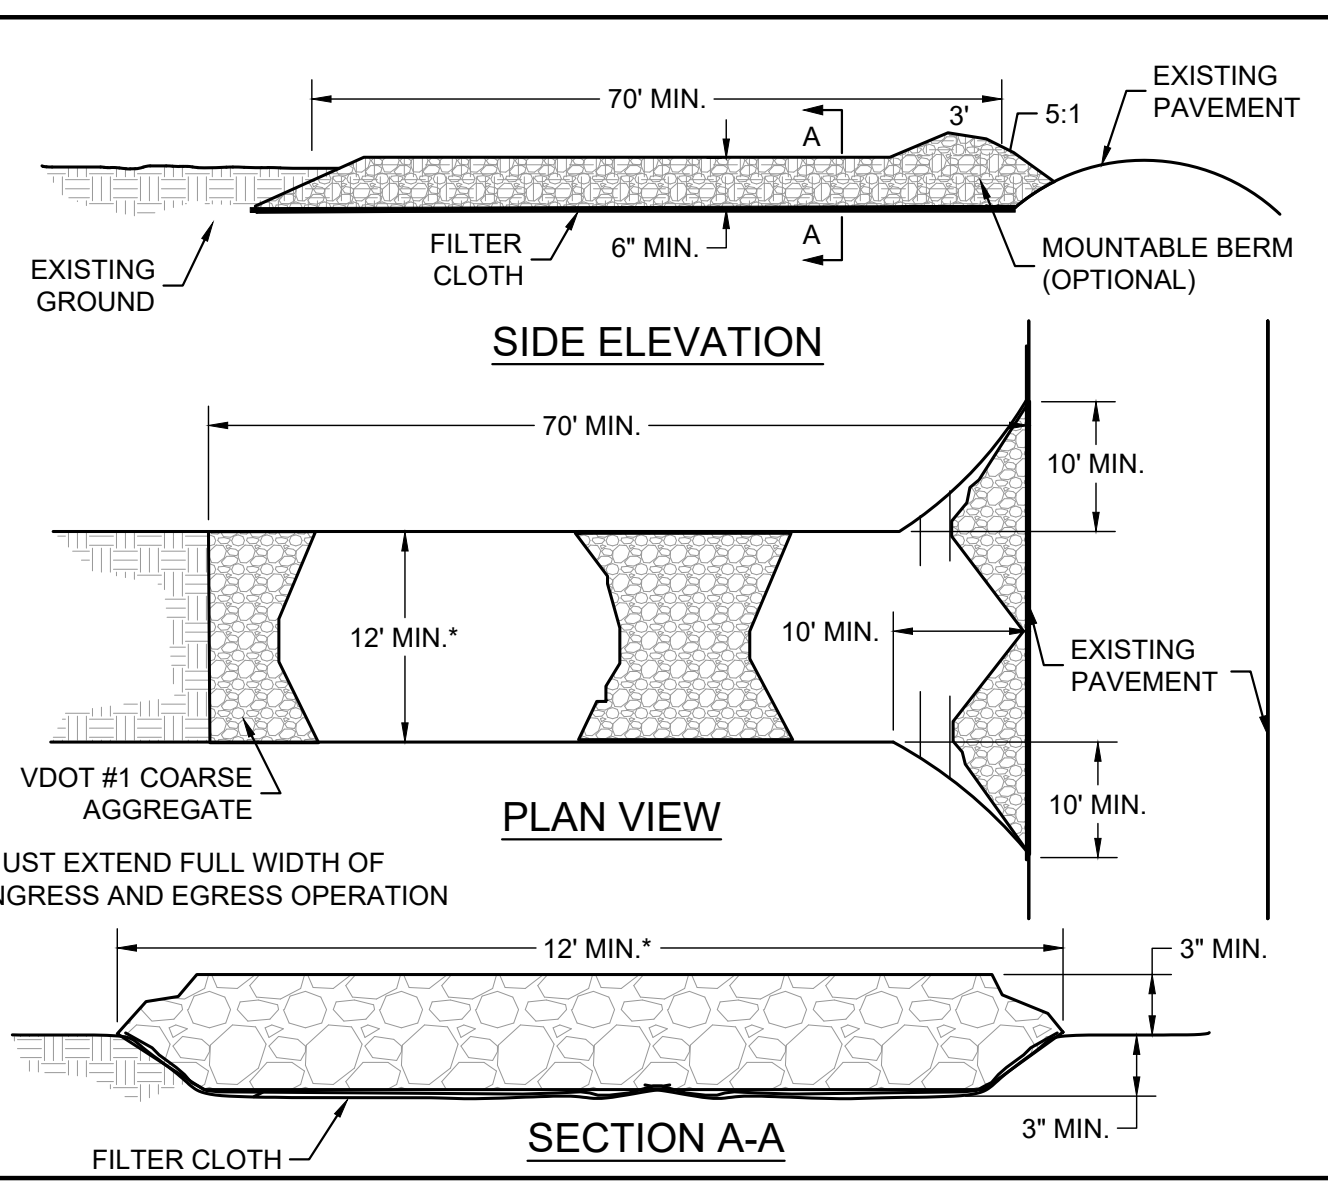 70' MIN.
A
3'
5:1
EXISTING
PAVEMENT
EXISTING
GROUND
FILTER
CLOTH
6" MIN.
A
MOUNTABLE BERM
(OPTIONAL)
SIDE ELEVATION
70' MIN.
10' MIN.
12' MIN.*
10' MIN.
EXISTING
PAVEMENT
VDOT #1 COARSE
AGGREGATE
PLAN VIEW
10' MIN.
UST EXTEND FULL WIDTH OF
NGRESS AND EGRESS OPERATION
12' MIN.*
3" MIN.
3" MIN.
FILTER CLOTH
SECTION A-A